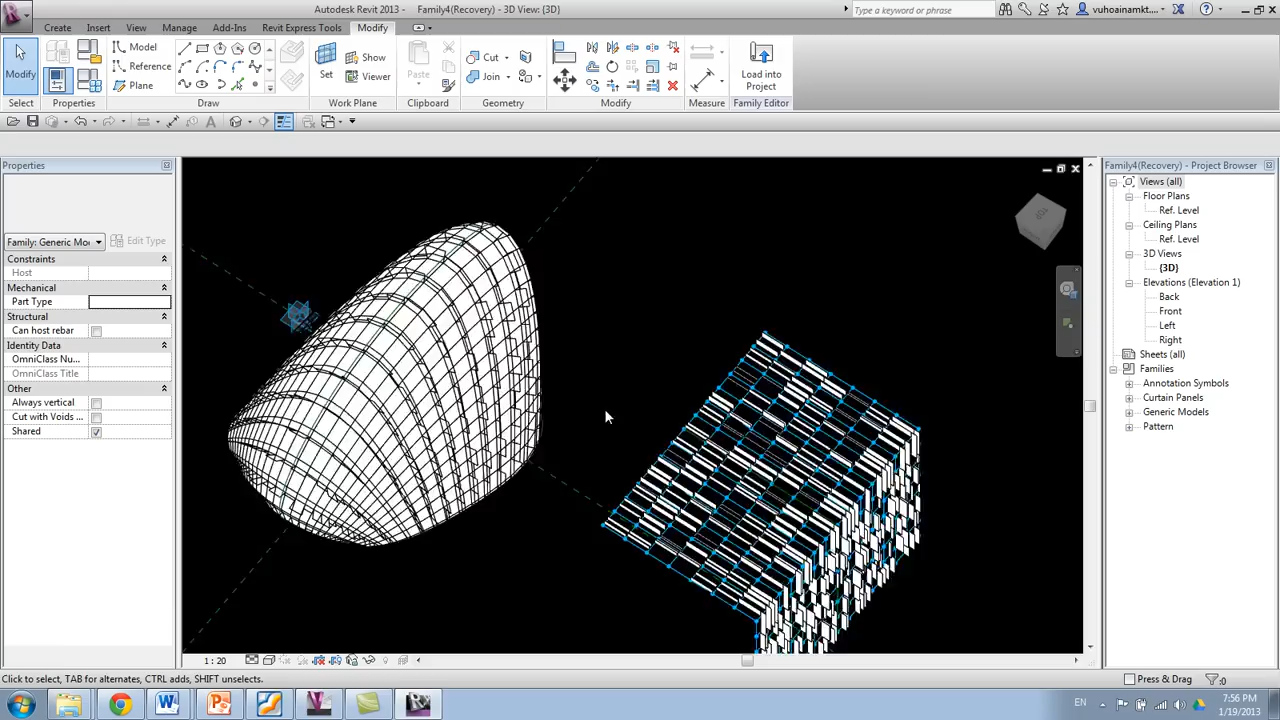 Autodesk Revit 2013 - Family4(Recovery) - 3D View: {3D}
Type a keyword or phrase
vuhoainamkt...
Create Insert View Manage Add-Ins Revit Express Tools Modify
Modify
Model
Reference
Plane
Set
Show
Viewer
Paste
Cut
Join
Load into
Project
Select Properties Draw Work Plane Clipboard Geometry Modify Measure Family Editor
Properties
Family: Generic Mo
Edit Type
Constraints
Host
Mechanical
Part Type
Structural
Can host rebar
Identity Data
OmniClass Nu...
OmniClass Title
Other
Always vertical
Cut with Voids ...
Shared
Family4(Recovery) - Project Browser
Views (all)
Floor Plans
Ref. Level
Ceiling Plans
Ref. Level
3D Views
{3D}
Elevations (Elevation 1)
Back
Front
Left
Right
Sheets (all)
Families
Annotation Symbols
Curtain Panels
Generic Models
Pattern
1 : 20
Click to select, TAB for alternates, CTRL adds, SHIFT unselects.
Press & Drag
:0
EN
7:56 PM
1/19/2013